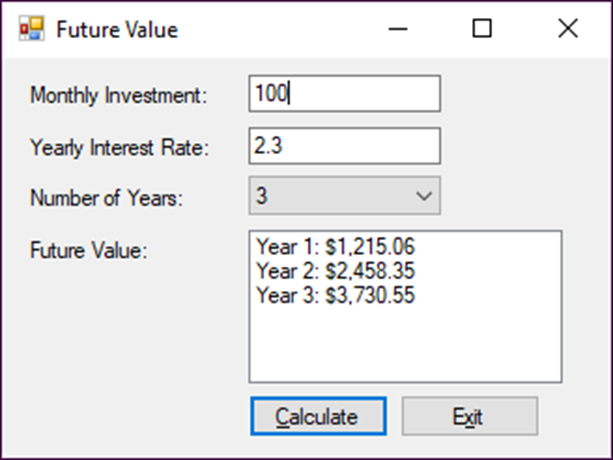 Future Value
Monthly Investment: 100
Yearly Interest Rate: 2.3
Number of Years: 3
Future Value:
Year 1: $1,215.06
Year 2: $2,458.35
Year 3: $3,730.55
Calculate Exit